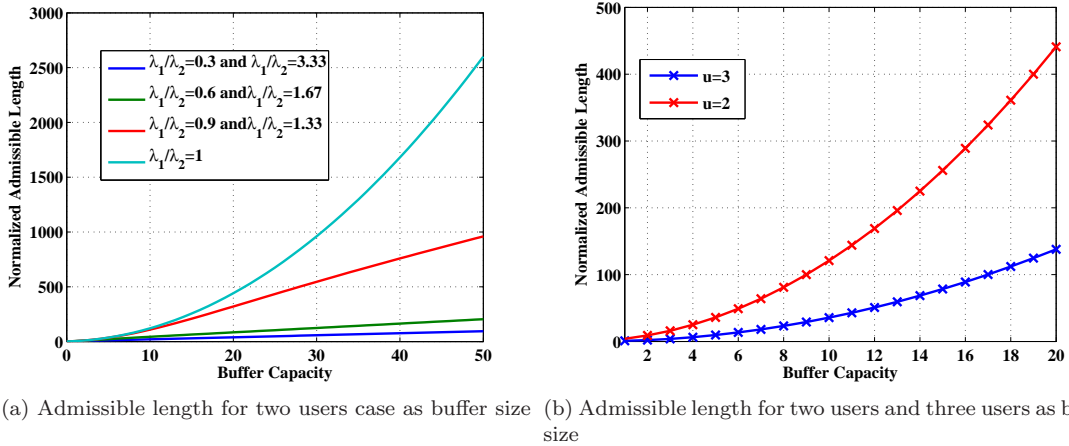 3000
2500
2000
1500
1000
500
0
Normalized Admissible Length
λ1/λ2=0.3 and λ1/λ2=3.33
λ1/λ2=0.6 andλ1/λ2=1.67
λ1/λ2=0.9 andλ1/λ2=1.33
λ1/λ2=1
0 10 20 30 40 50
Buffer Capacity
(a) Admissible length for two users case as buffer size
500
400
300
200
100
0
Normalized Admissible Length
u=3
u=2
2 4 6 8 10 12 14 16 18 20
Buffer Capacity
(b) Admissible length for two users and three users as b
size